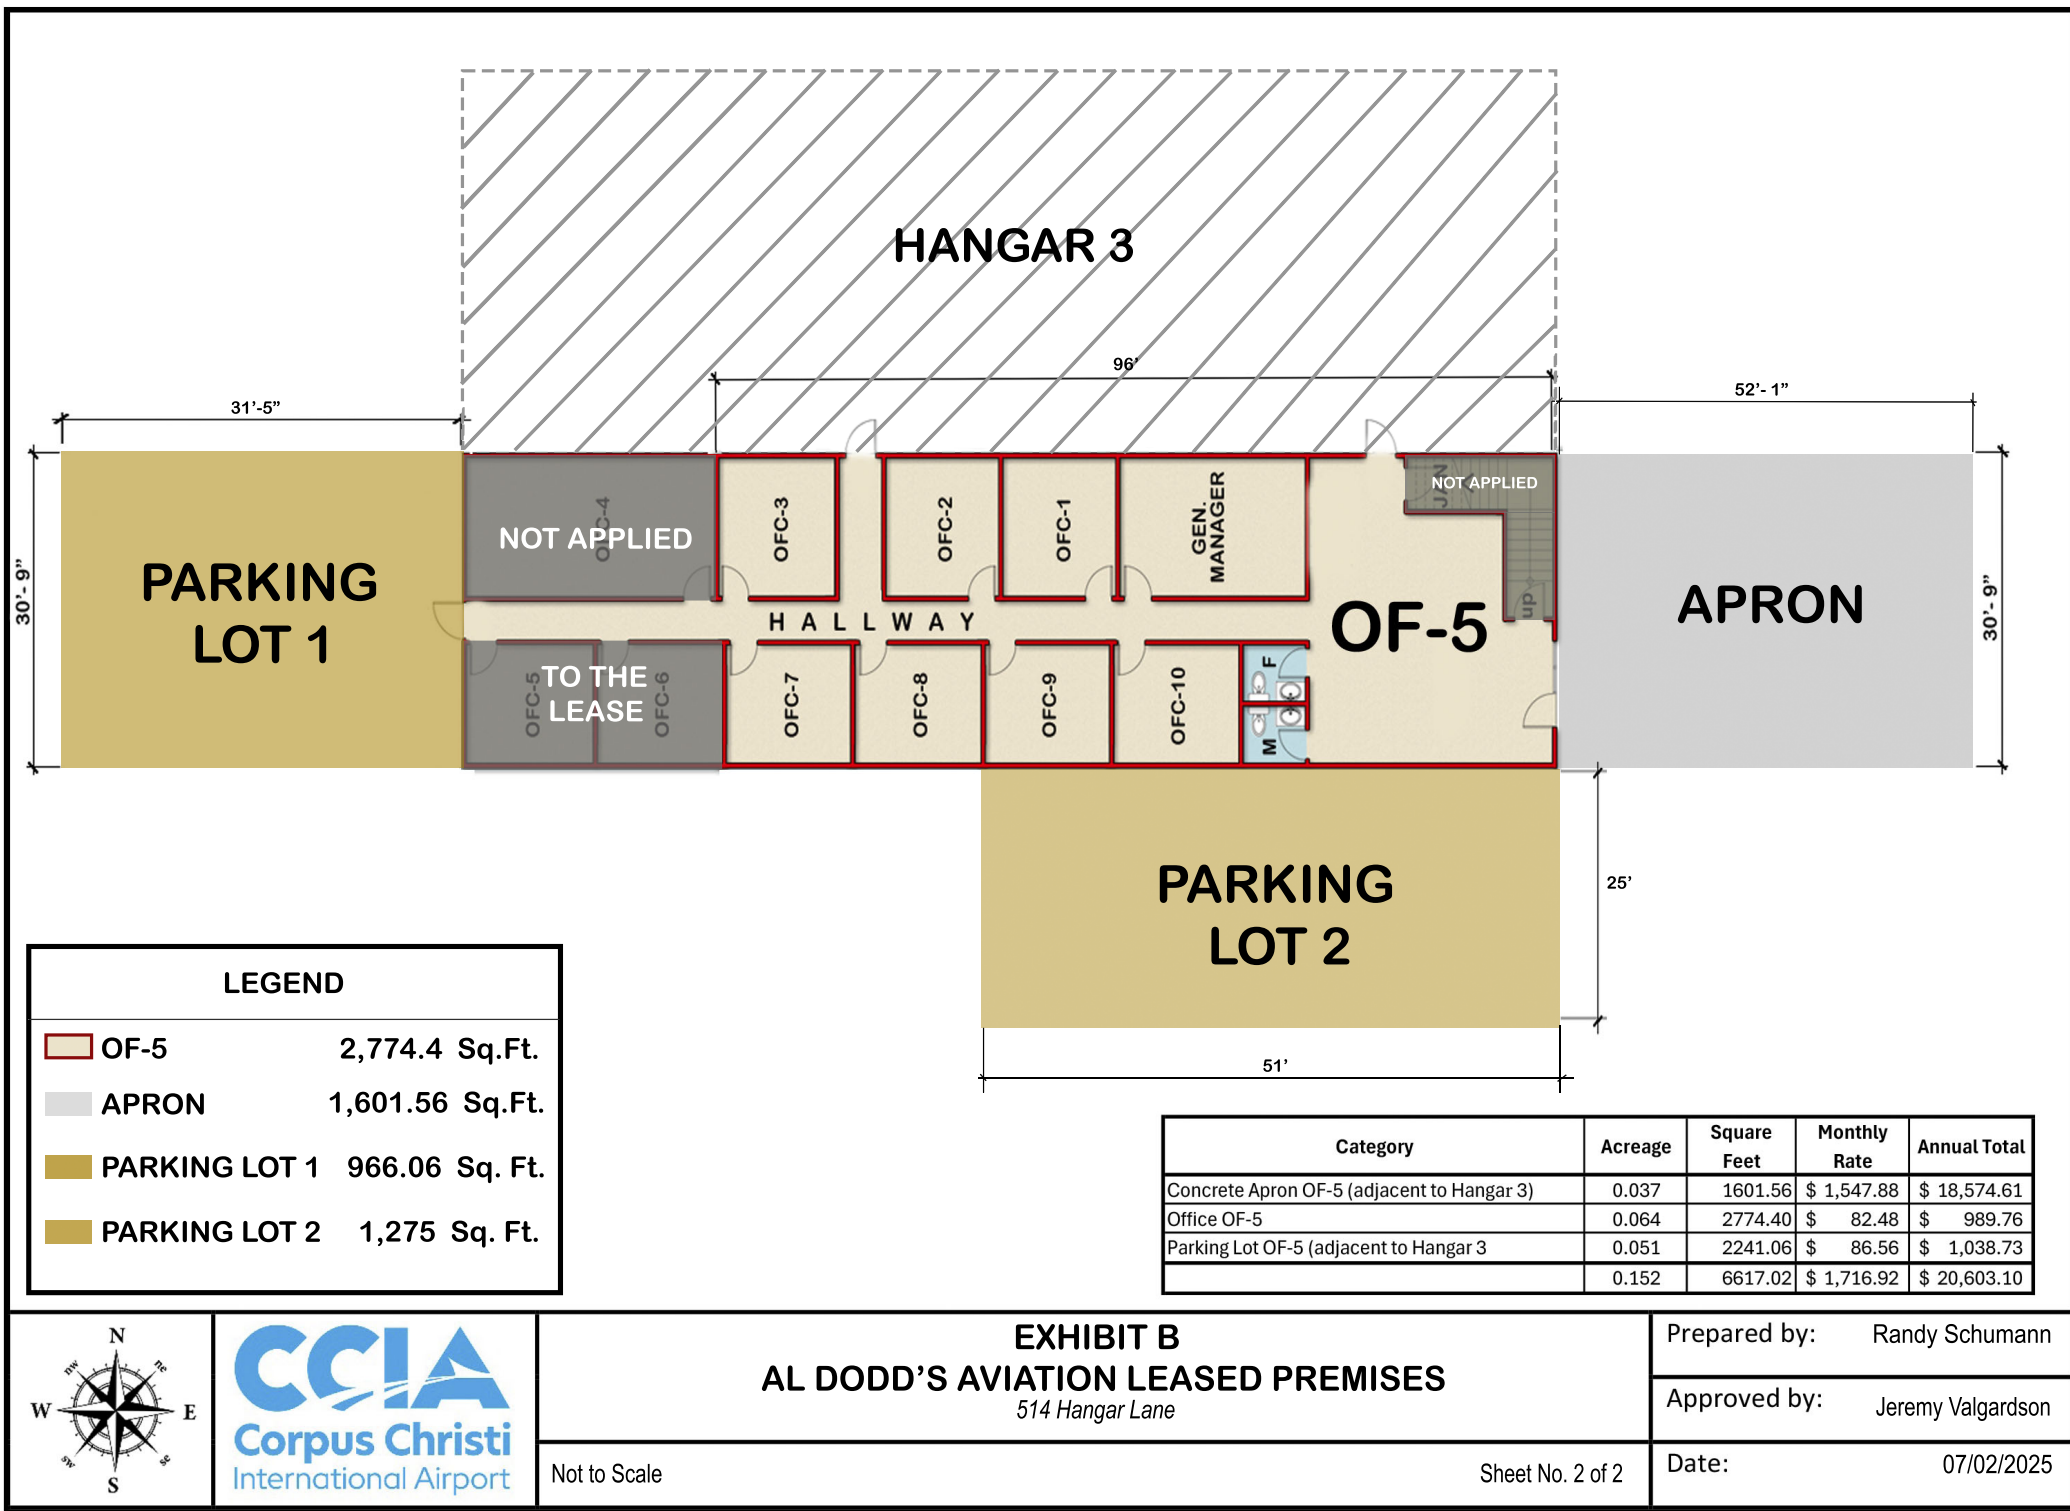 HANGAR 3
96'
31'-5"
52'- 1"
30'- 9"
PARKING
LOT 1
OFC-4
NOT APPLIED
OFC-3
OFC-2
OFC-1
GEN.
MANAGER
JAN
NOT APPLIED
up
HALLWAY
OF-5
APRON
30'- 9"
OFC-5
OFC-6
TO THE
LEASE
OFC-7
OFC-8
OFC-9
OFC-10
F
M
PARKING
LOT 2
25'
51'
LEGEND
OF-5 2,774.4 Sq.Ft.
APRON 1,601.56 Sq.Ft.
PARKING LOT 1 966.06 Sq. Ft.
PARKING LOT 2 1,275 Sq. Ft.
Category Acreage Square Feet Monthly Rate Annual Total
Concrete Apron OF-5 (adjacent to Hangar 3) 0.037 1601.56 $ 1,547.88 $ 18,574.61
Office OF-5 0.064 2774.40 $ 82.48 $ 989.76
Parking Lot OF-5 (adjacent to Hangar 3 0.051 2241.06 $ 86.56 $ 1,038.73
0.152 6617.02 $ 1,716.92 $ 20,603.10
N
nw ne
W E
sw se
S
CCIA
Corpus Christi
International Airport
EXHIBIT B
AL DODD'S AVIATION LEASED PREMISES
514 Hangar Lane
Not to Scale
Sheet No. 2 of 2
Prepared by: Randy Schumann
Approved by: Jeremy Valgardson
Date: 07/02/2025